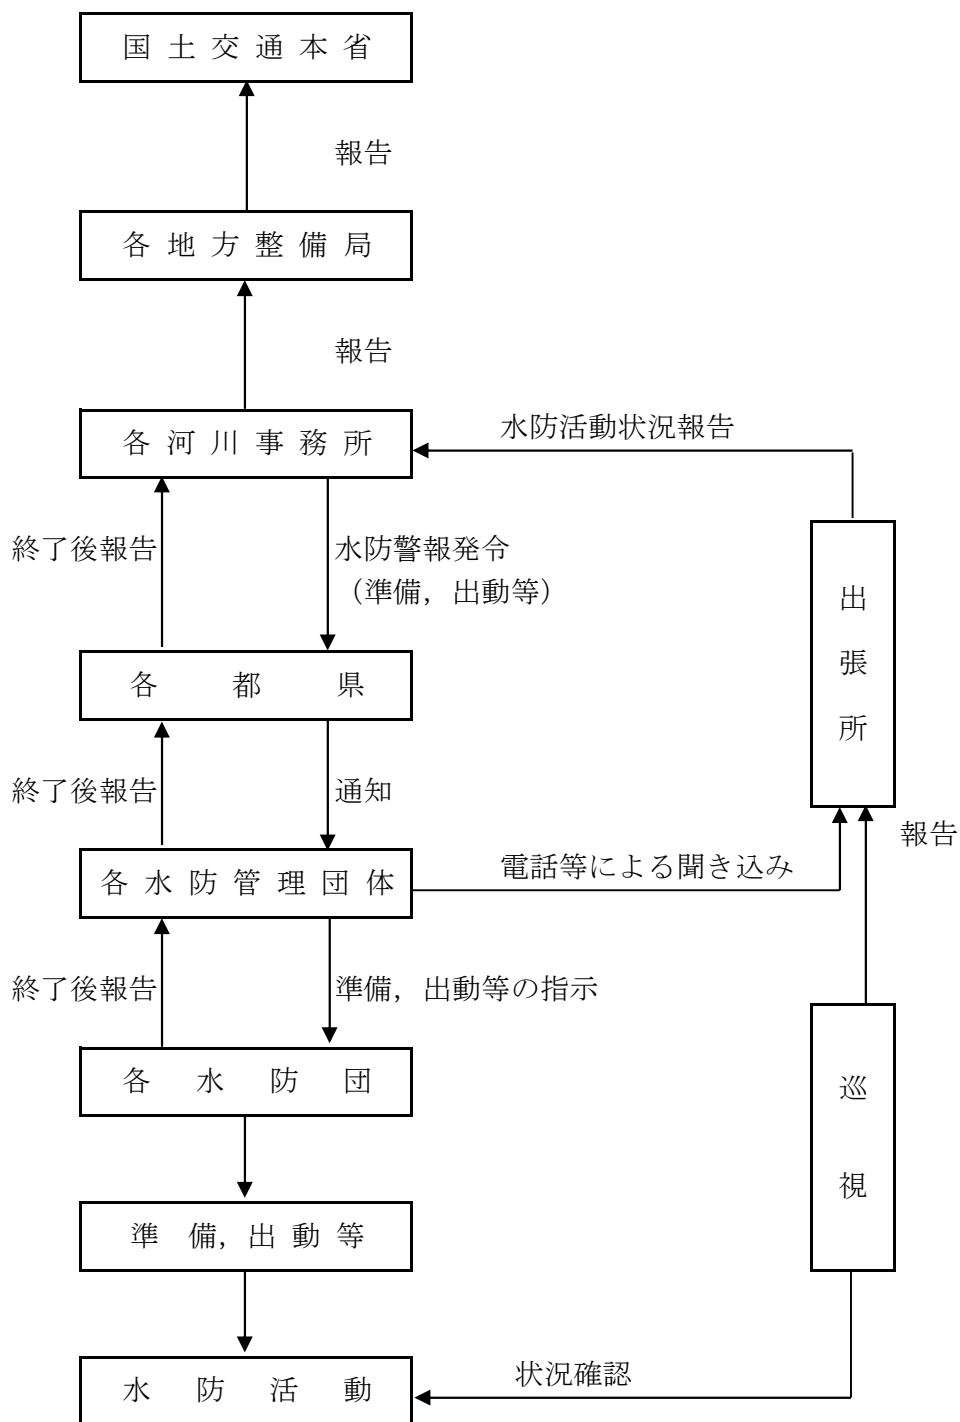 国土交通本省
報告
各地方整備局
報告
各河川事務所
水防活動状況報告
終了後報告
水防警報発令
（準備，出動等）
出張所
各都県
終了後報告
通知
報告
各水防管理団体
電話等による聞き込み
終了後報告
準備，出動等の指示
各水防団
巡視
準備，出動等
状況確認
水防活動